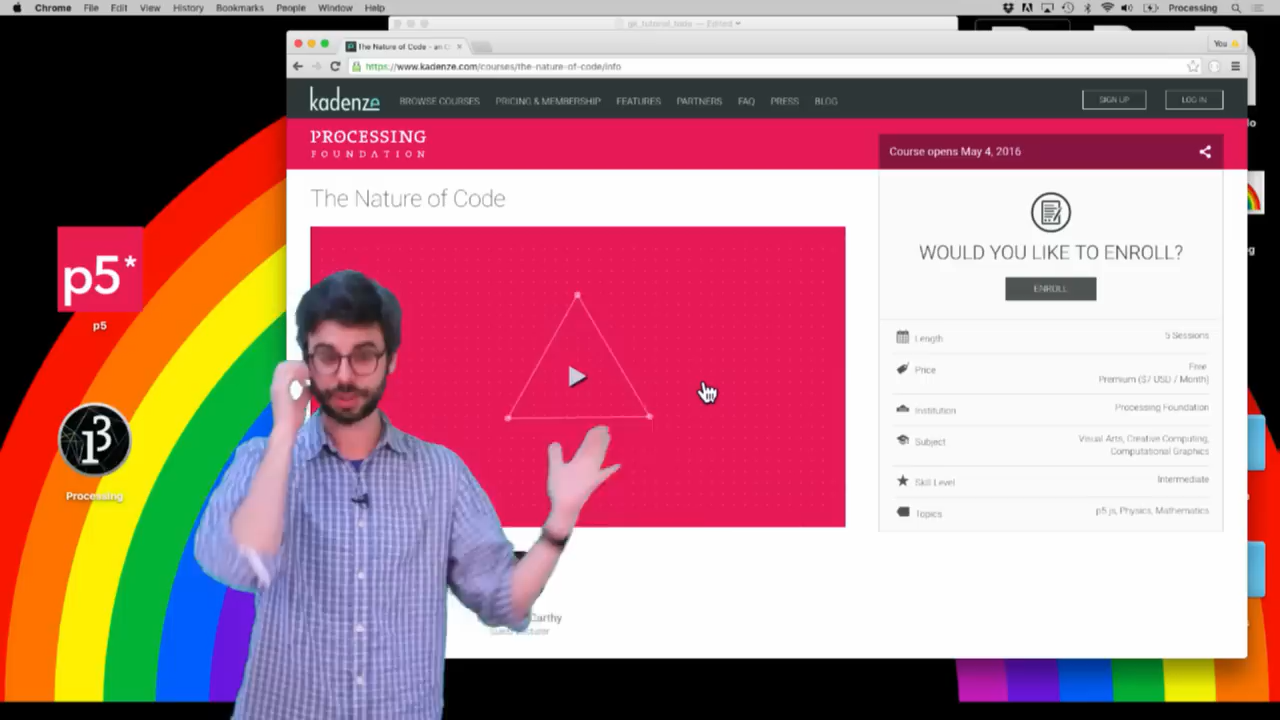 Chrome File Edit View History Bookmarks People Window Help Processing
The Nature of Code - an C
You
https://www.kadenze.com/courses/the-nature-of-code/info
kadenze BROWSE COURSES PRICING & MEMBERSHIP FEATURES PARTNERS FAQ PRESS BLOG SIGN UP LOG IN
PROCESSING
FOUNDATION
Course opens May 4, 2016
The Nature of Code
WOULD YOU LIKE TO ENROLL?
ENROLL
p5*
p5
Length 5 Sessions
Price Free
Premium ($7 USD / Month)
Institution Processing Foundation
Subject Visual Arts, Creative Computing,
Computational Graphics
Skill Level Intermediate
Topics p5 js, Physics, Mathematics
Processing